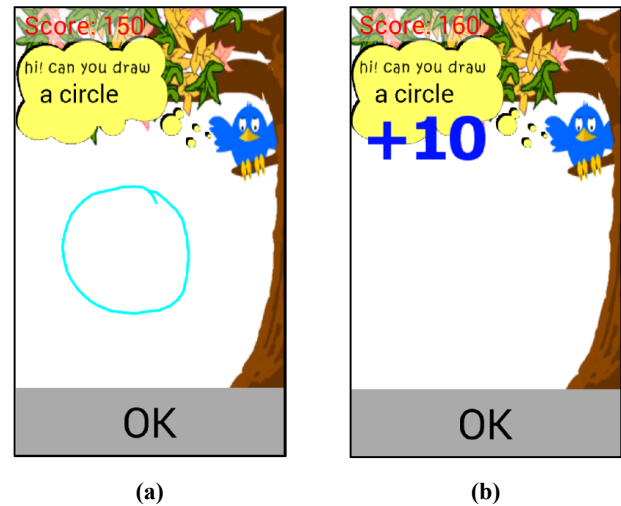 Score: 150
hi! can you draw
a circle
OK
(a)
Score: 160
hi! can you draw
a circle
+10
OK
(b)